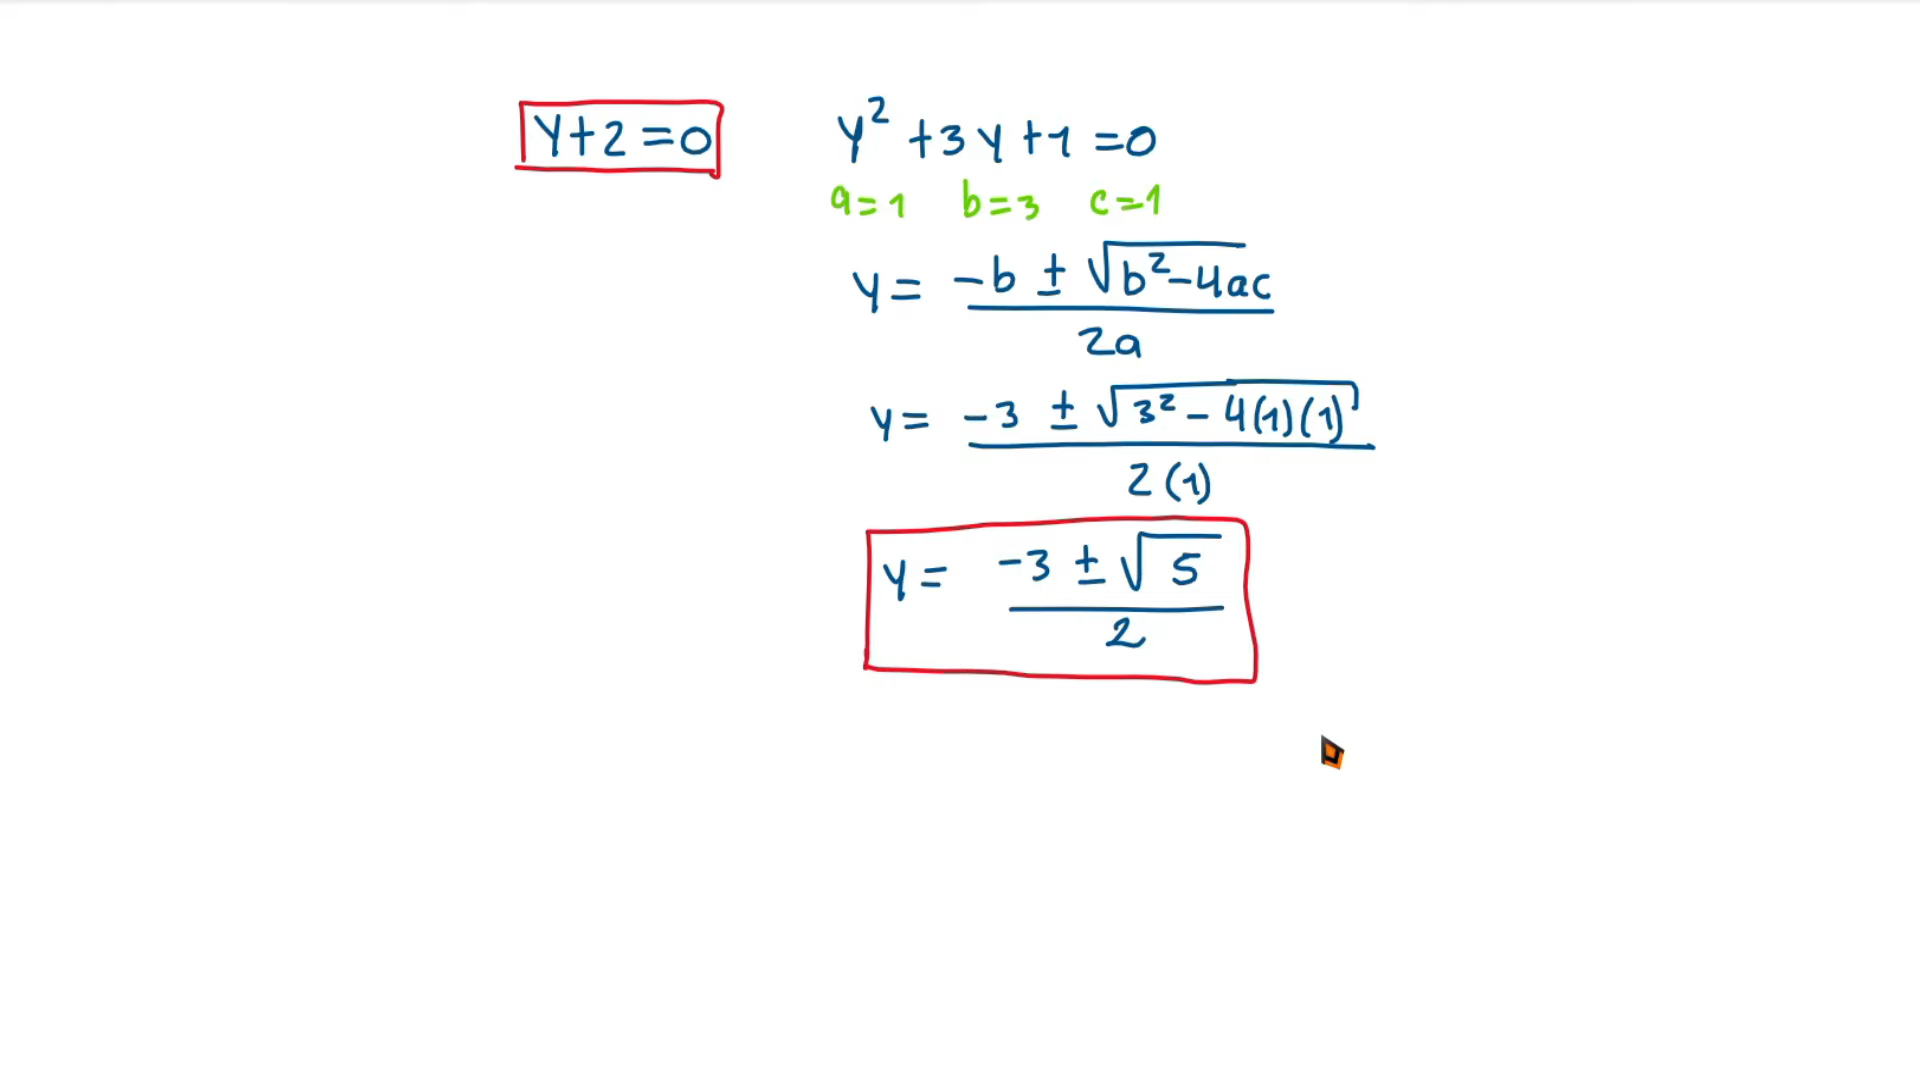 Y+2=0
y² +3y+1=0
a=1 b=3 c=1
y= -b ± √b²-4ac / 2a
y= -3 ± √3²-4(1)(1) / 2(1)
y= -3 ± √5 / 2